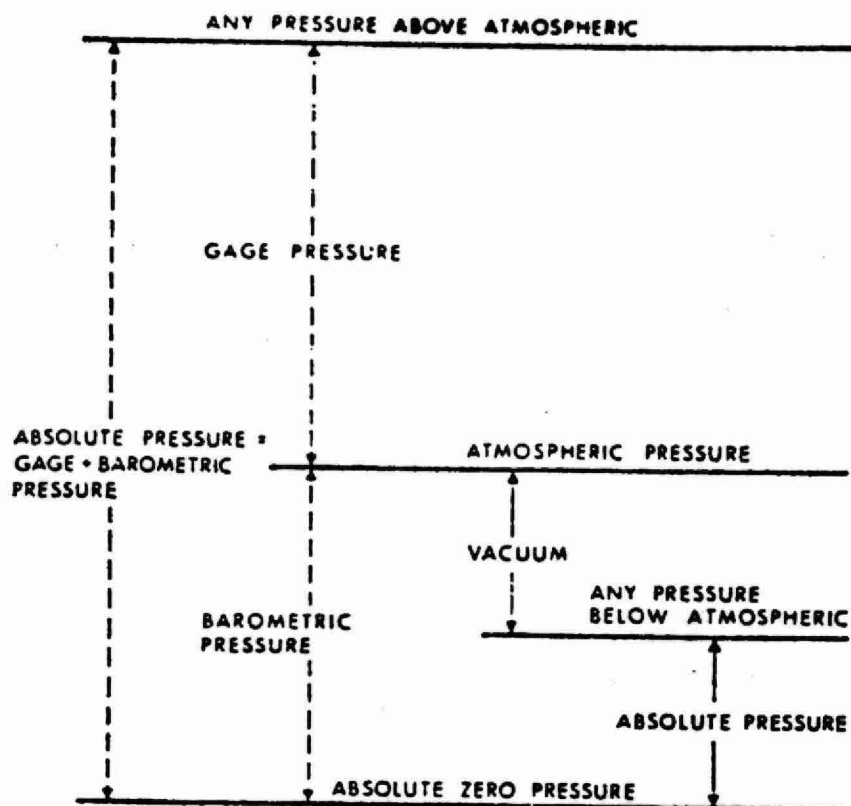 ANY PRESSURE ABOVE ATMOSPHERIC
GAGE PRESSURE
ABSOLUTE PRESSURE =
GAGE + BAROMETRIC
PRESSURE
ATMOSPHERIC PRESSURE
VACUUM
ANY PRESSURE
BELOW ATMOSPHERIC
BAROMETRIC
PRESSURE
ABSOLUTE PRESSURE
ABSOLUTE ZERO PRESSURE